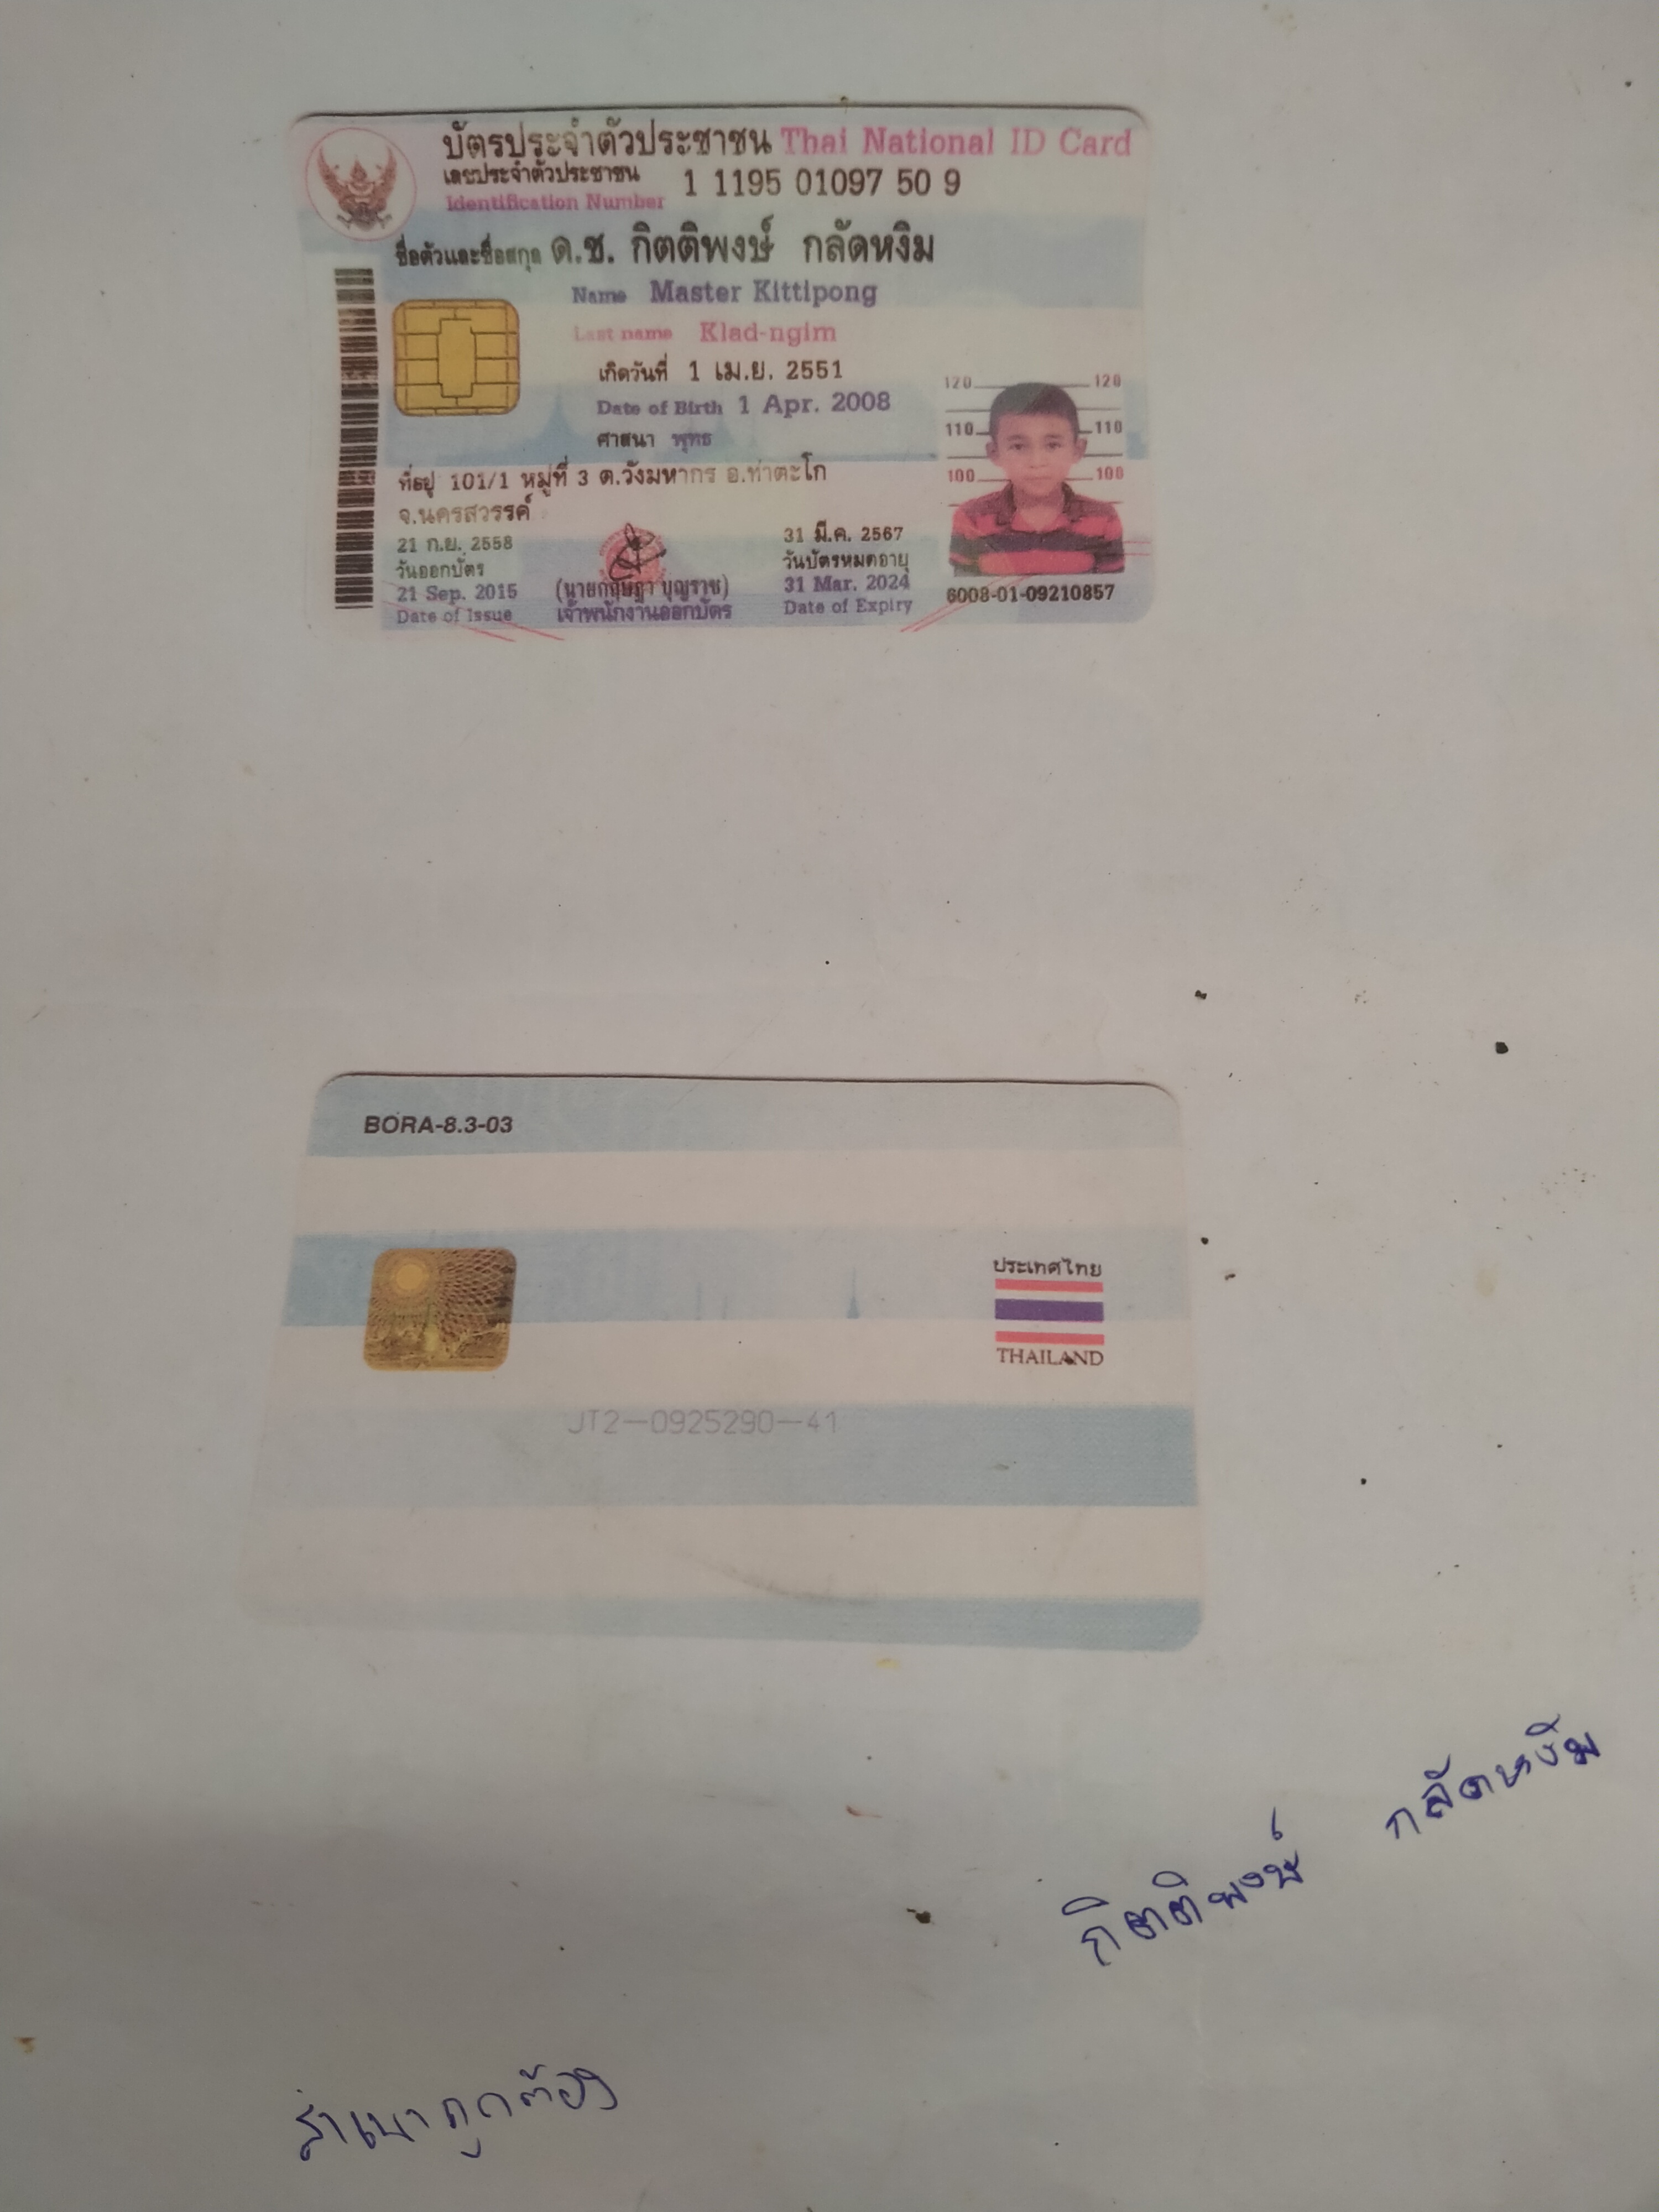 บัตรประจำตัวประชาชน Thai National ID Card
เลขประจำตัวประชาชน
Identification Number
1 1195 01097 50 9
ชื่อตัวและชื่อสกุล ด.ช. กิตติพงษ์ กลัดหงิม
Name Master Kittipong
Last name Klad-ngim
เกิดวันที่ 1 เม.ย. 2551
Date of Birth 1 Apr. 2008
ศาสนา พุทธ
ที่อยู่ 101/1 หมู่ที่ 3 ต.วังมหากร อ.ท่าตะโก
จ.นครสวรรค์
21 ก.ย. 2558
วันออกบัตร
21 Sep. 2015
Date of Issue
(นายกฤษฎา บุญราช)
เจ้าพนักงานออกบัตร
31 มี.ค. 2567
วันบัตรหมดอายุ
31 Mar. 2024
Date of Expiry
120 120
110 110
100 100
6008-01-09210857
BORA-8.3-03
ประเทศไทย
THAILAND
JT2-0925290-41
กิตติพงษ์ กลัดหงิม
สำเนาถูกต้อง